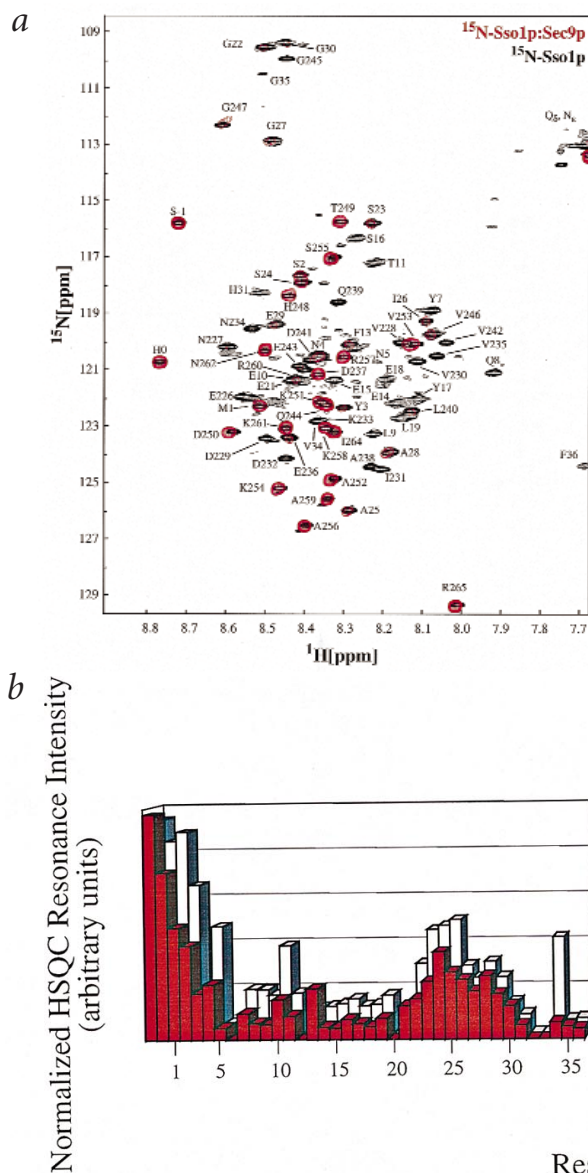 a
¹⁵N-Sso1p:Sec9p
¹⁵N-Sso1p
109
111
113
115
117
119
121
123
125
127
129
¹⁵N[ppm]
G22
G30
G245
G35
G247
G27
Q₅, Nₑ
S-1
T249
S23
S16
S255
T11
S2
S24
Q239
H31
H248
I26
Y7
V253
V246
N234
E29
D241
F13
V228
V242
N227
E243
N4
N5
V235
N262
R257
H0
R260
D237
E18
V230
Q8
E10
E15
Y17
E21
E14
E226
K251
L240
M1
Q244
Y3
K233
L19
K261
I264
L9
D250
V34
K258
A28
D229
D232
E236
A238
I231
F36
K254
A252
A259
A25
A256
R265
8.8 8.7 8.6 8.5 8.4 8.3 8.2 8.1 8.0 7.9 7.8 7.7
¹H[ppm]
b
Normalized HSQC Resonance Intensity
(arbitrary units)
1 5 10 15 20 25 30 35
Re